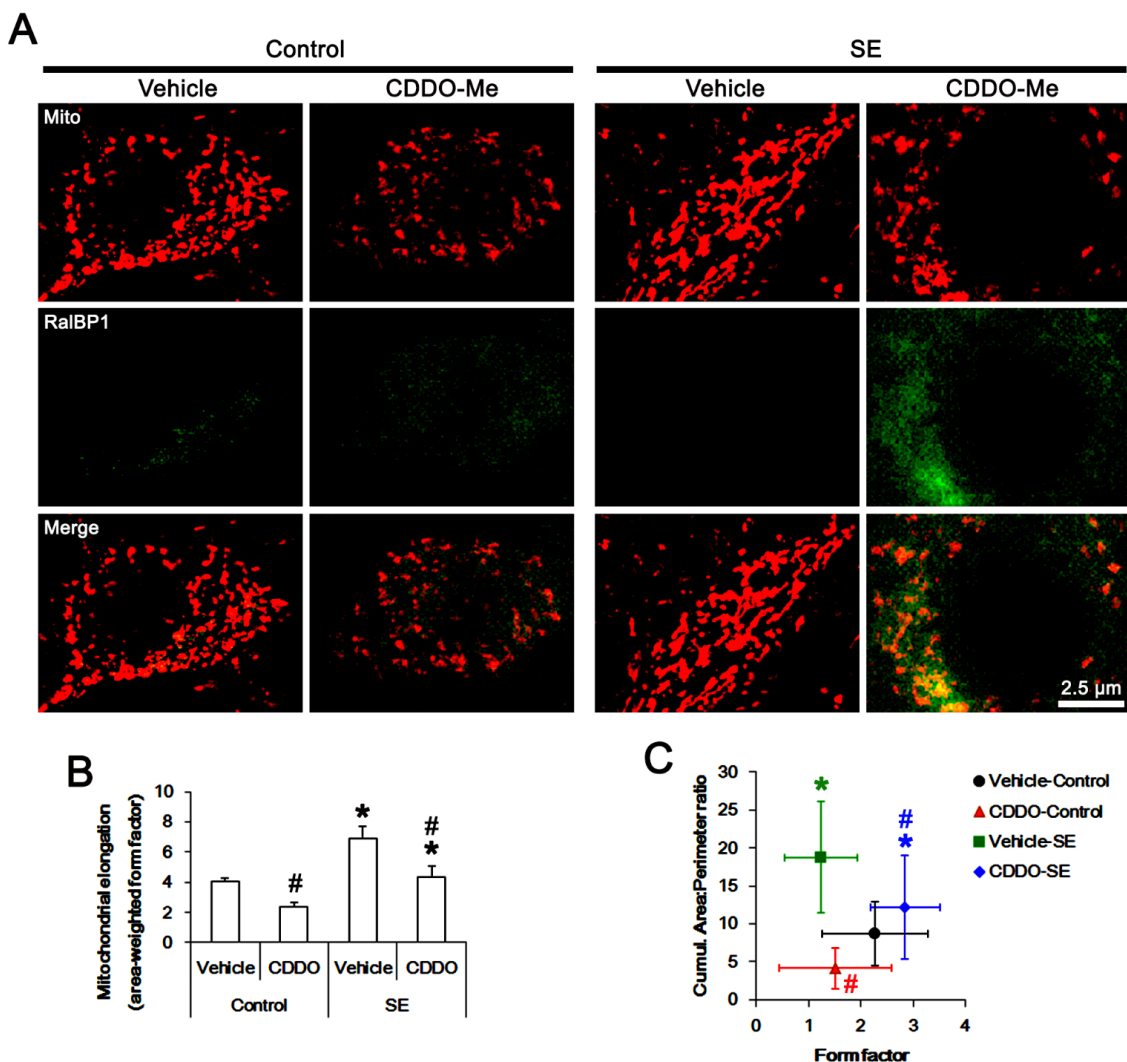 A
Control
SE
Vehicle
CDDO-Me
Vehicle
CDDO-Me
Mito
RalBP1
Merge
2.5 µm
B
Mitochondrial elongation
(area-weighted form factor)
10
8
6
4
2
0
*
#
#
*
Vehicle
CDDO
Vehicle
CDDO
Control
SE
C
Cumul. Area:Perimeter ratio
30
25
20
15
10
5
0
*
#
*
#
0
1
2
3
4
Form factor
Vehicle-Control
CDDO-Control
Vehicle-SE
CDDO-SE